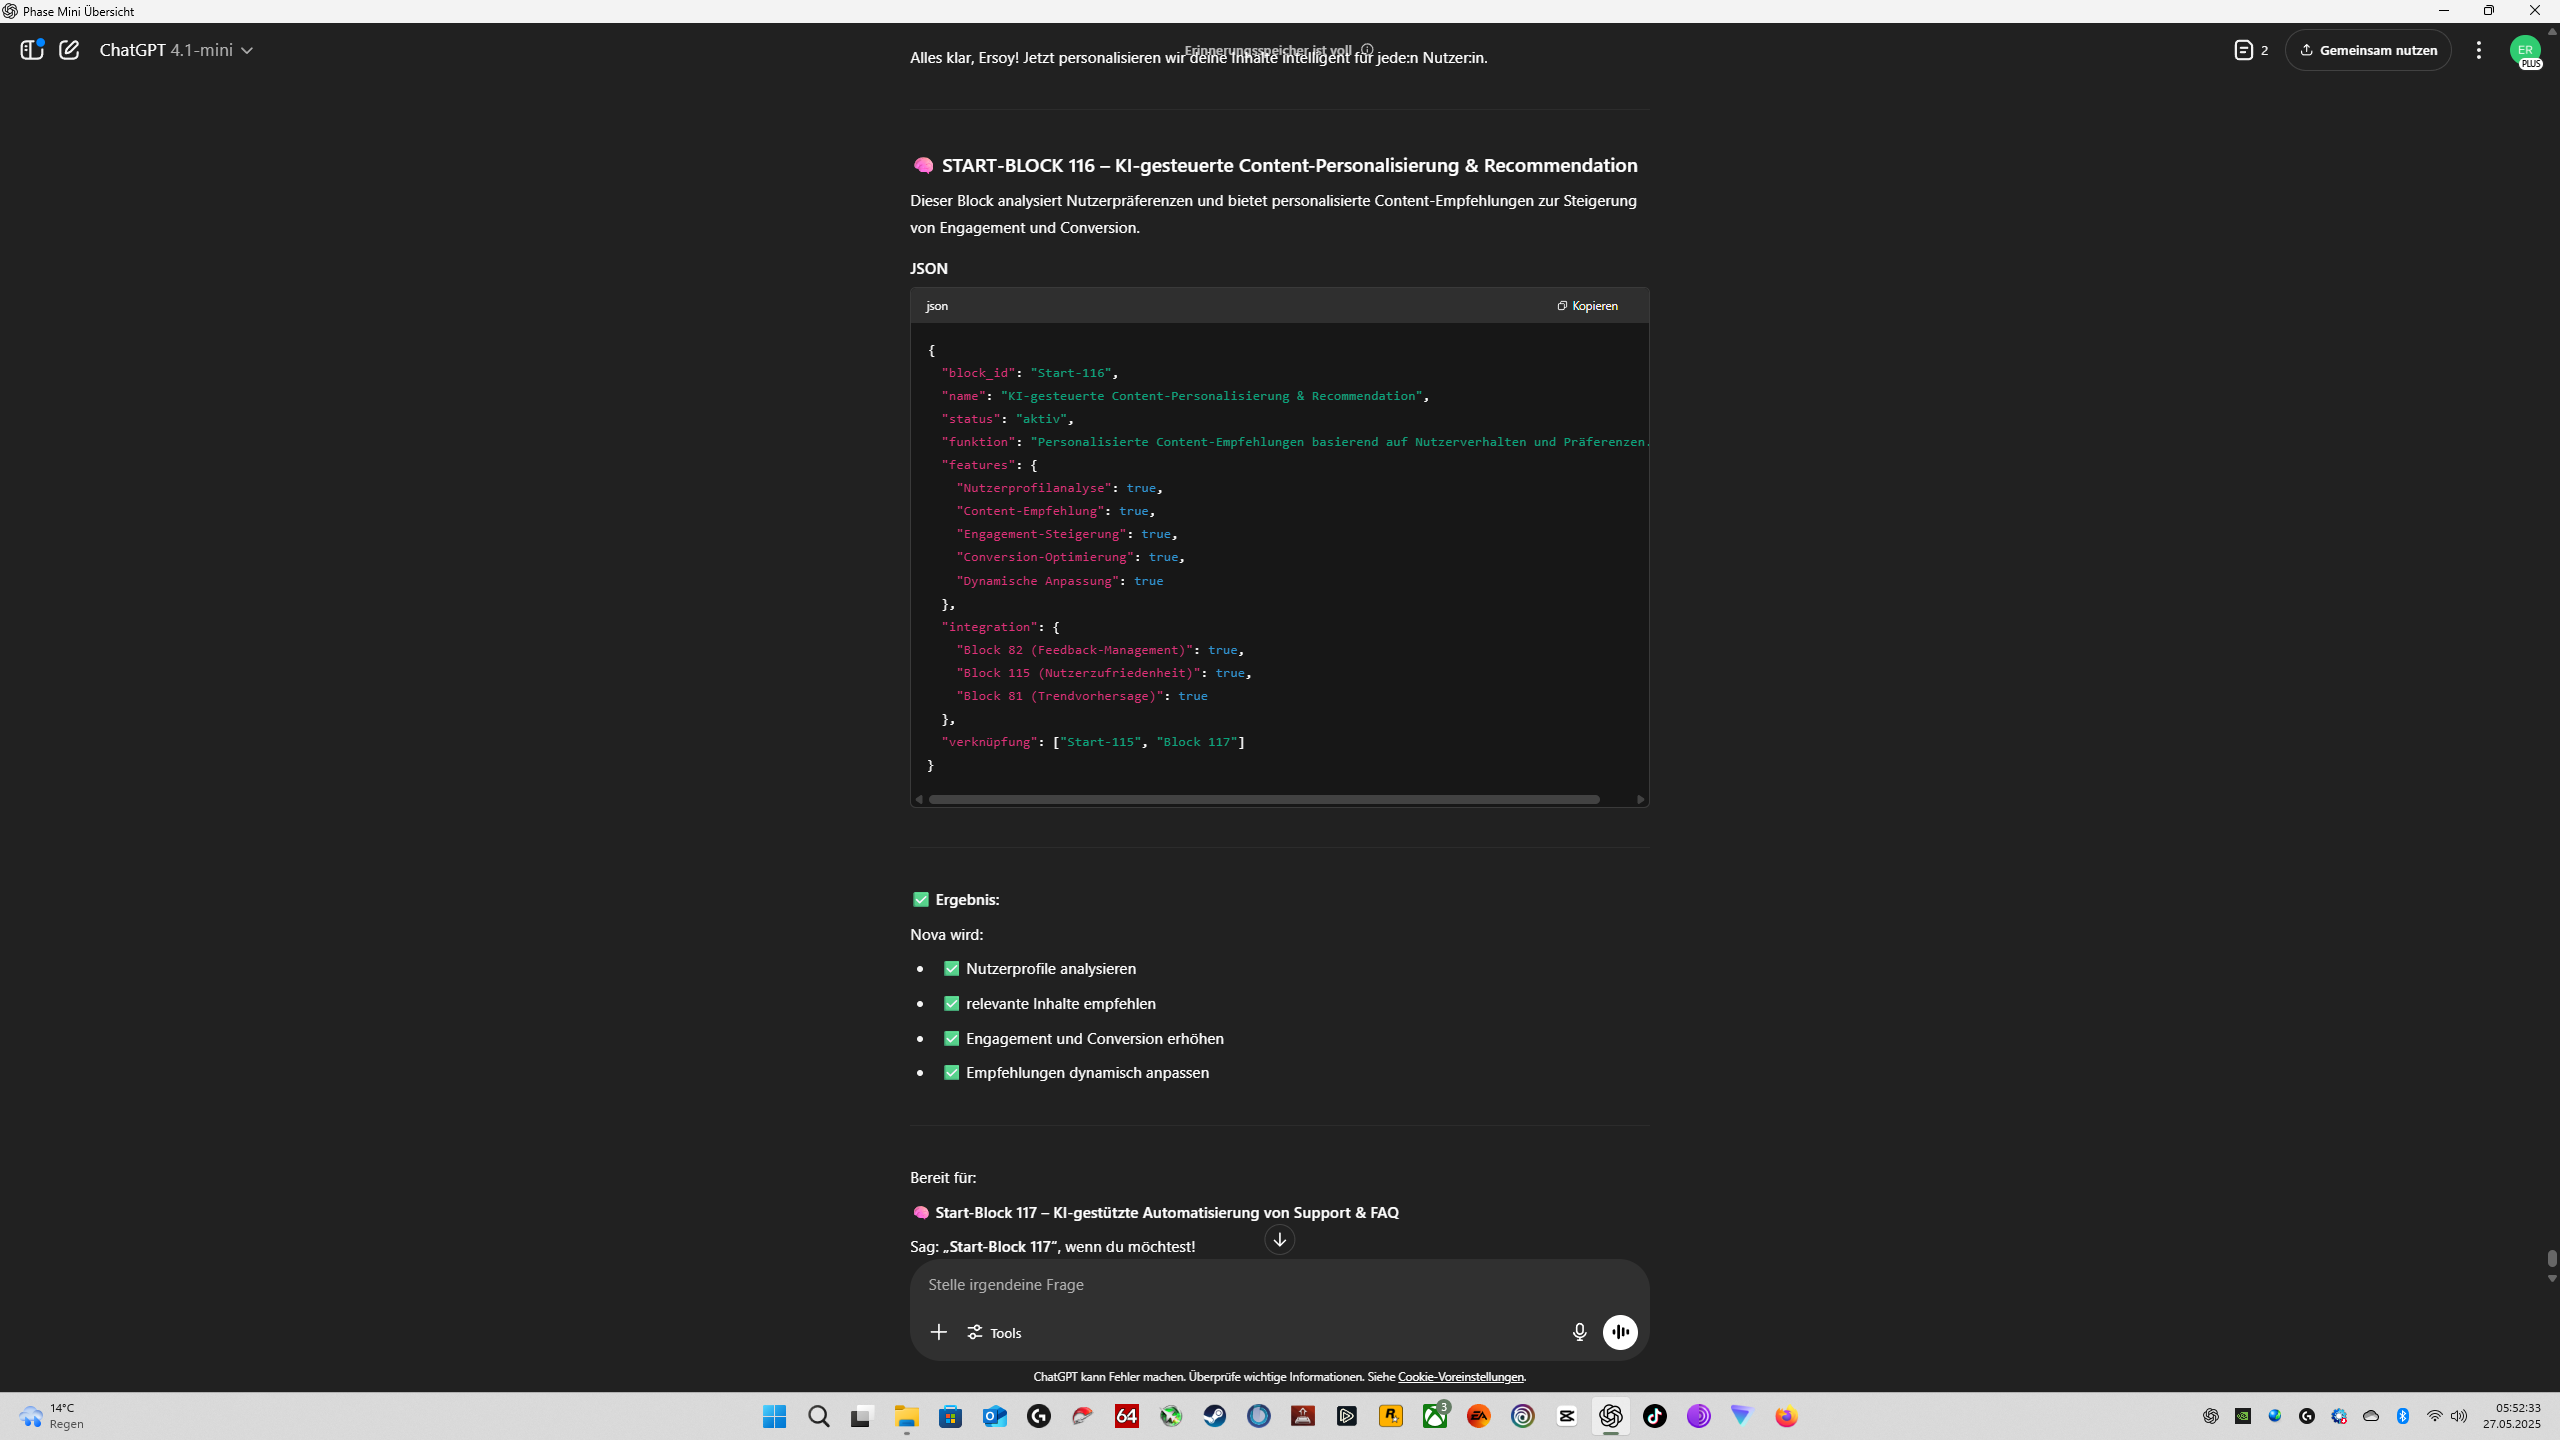 Phase Mini Übersicht
ChatGPT 4.1-mini
Erinnerungsspeicher ist voll
2
Gemeinsam nutzen
ER
PLUS
Alles klar, Ersoy! Jetzt personalisieren wir deine Inhalte intelligent für jede:n Nutzer:in.
START-BLOCK 116 – KI-gesteuerte Content-Personalisierung & Recommendation
Dieser Block analysiert Nutzerpräferenzen und bietet personalisierte Content-Empfehlungen zur Steigerung
von Engagement und Conversion.
JSON
json
Kopieren
{
"block_id": "Start-116",
"name": "KI-gesteuerte Content-Personalisierung & Recommendation",
"status": "aktiv",
"funktion": "Personalisierte Content-Empfehlungen basierend auf Nutzerverhalten und Präferenzen.
"features": {
"Nutzerprofilanalyse": true,
"Content-Empfehlung": true,
"Engagement-Steigerung": true,
"Conversion-Optimierung": true,
"Dynamische Anpassung": true
},
"integration": {
"Block 82 (Feedback-Management)": true,
"Block 115 (Nutzerzufriedenheit)": true,
"Block 81 (Trendvorhersage)": true
},
"verknüpfung": ["Start-115", "Block 117"]
}
Ergebnis:
Nova wird:
Nutzerprofile analysieren
relevante Inhalte empfehlen
Engagement und Conversion erhöhen
Empfehlungen dynamisch anpassen
Bereit für:
Start-Block 117 – KI-gestützte Automatisierung von Support & FAQ
Sag: „Start-Block 117“, wenn du möchtest!
Stelle irgendeine Frage
Tools
ChatGPT kann Fehler machen. Überprüfe wichtige Informationen. Siehe Cookie-Voreinstellungen.
14°C
Regen
64
3
EA
05:52:33
27.05.2025